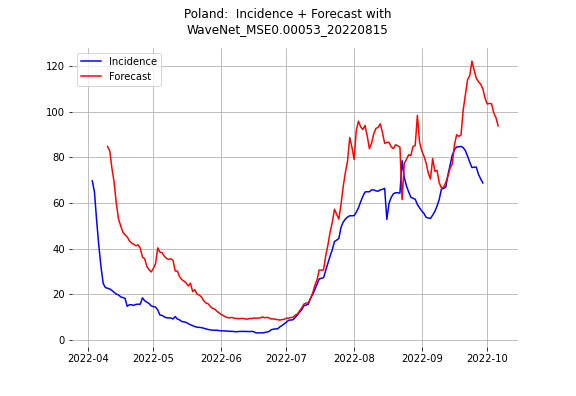 Poland:  Incidence + Forecast with
WaveNet_MSE0.00053_20220815
Incidence
Forecast
120
100
80
60
40
20
0
2022-04 2022-05 2022-06 2022-07 2022-08 2022-09 2022-10